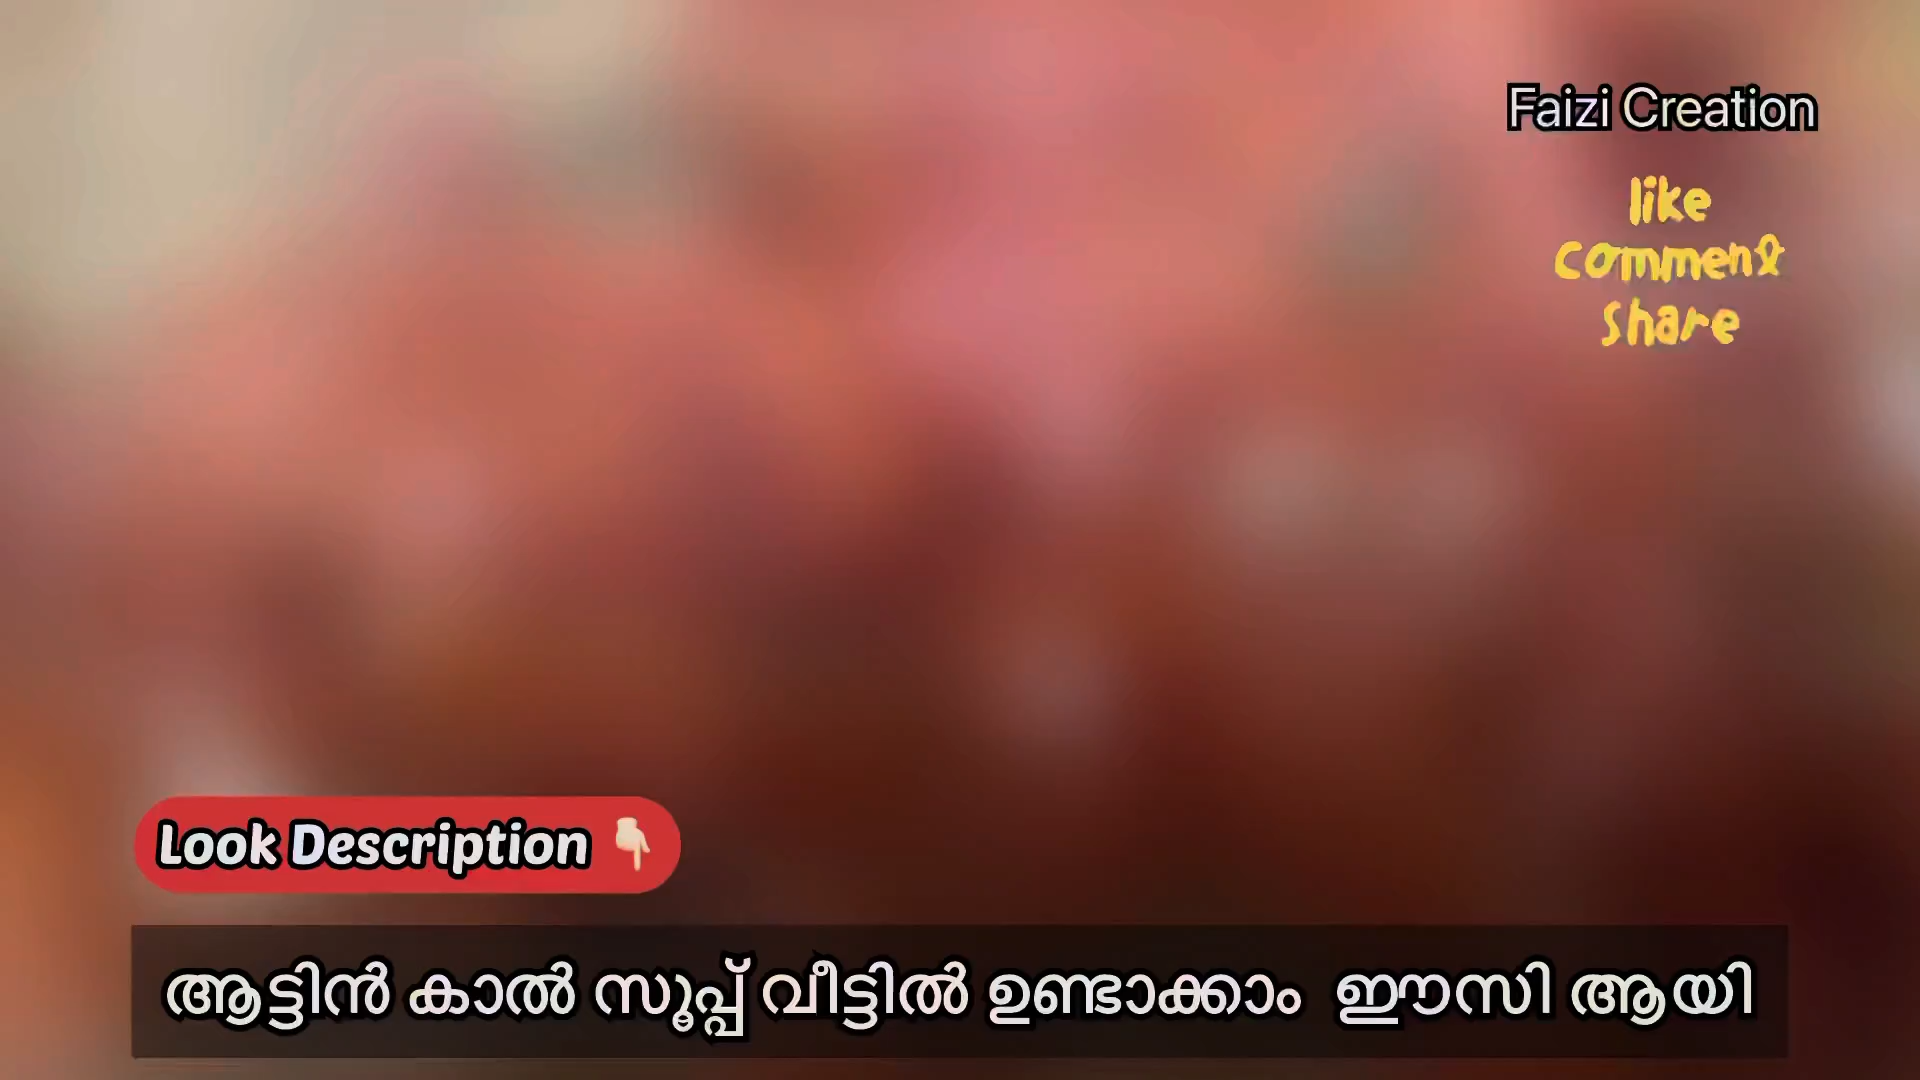 Faizi Creation
like
comment
share
Look Description 👇🏻
ആട്ടിൻ കാൽ സൂപ്പ് വീട്ടിൽ ഉണ്ടാക്കാം ഈസി ആയി